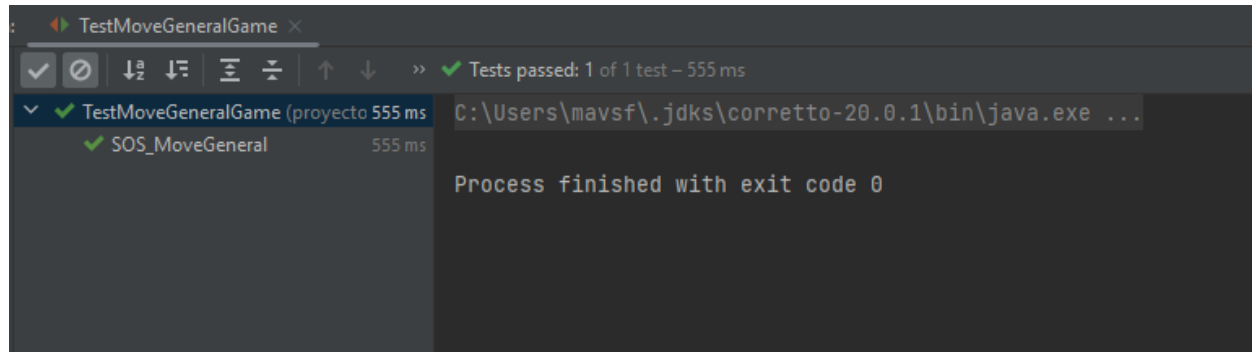 : TestMoveGeneralGame ×
» Tests passed: 1 of 1 test – 555 ms
TestMoveGeneralGame (proyecto 555 ms
SOS_MoveGeneral 555 ms
C:\Users\mavsf\.jdks\corretto-20.0.1\bin\java.exe ...
Process finished with exit code 0